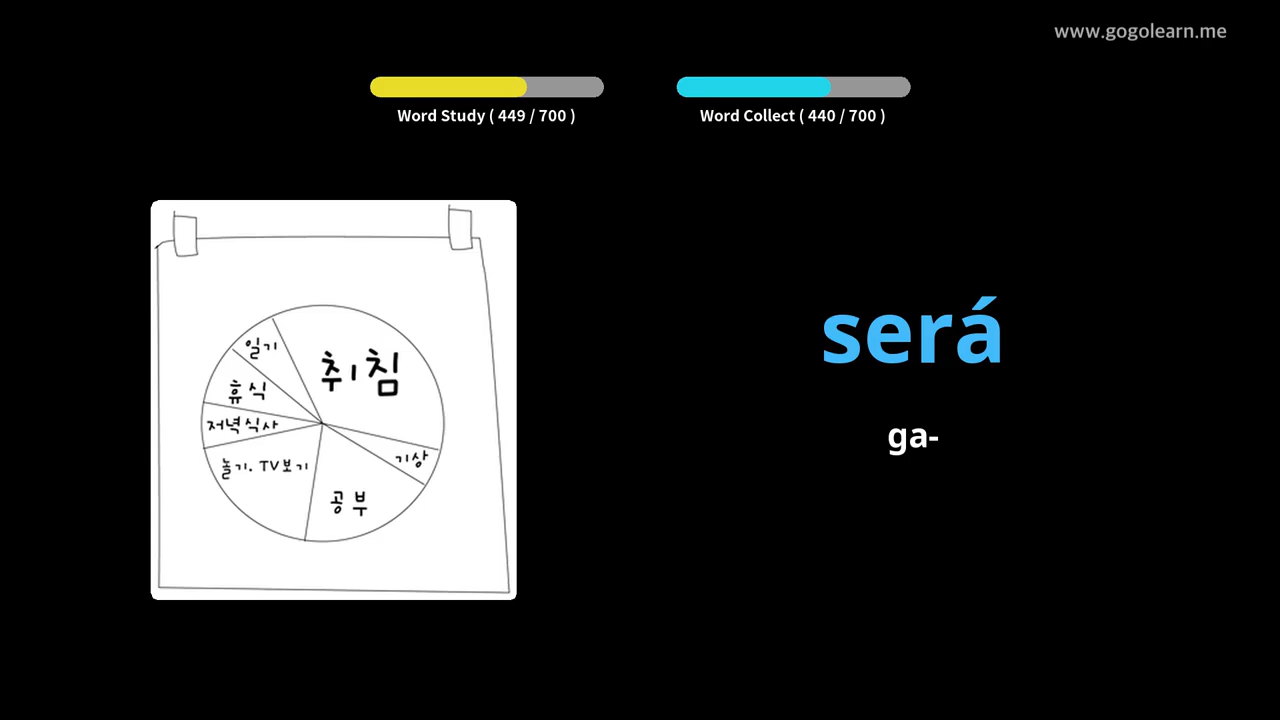 www.gogolearn.me
Word Study ( 449 / 700 )
Word Collect ( 440 / 700 )
일기
취침
휴식
저녁식사
놀기. TV보기
기상
공부
será
ga-